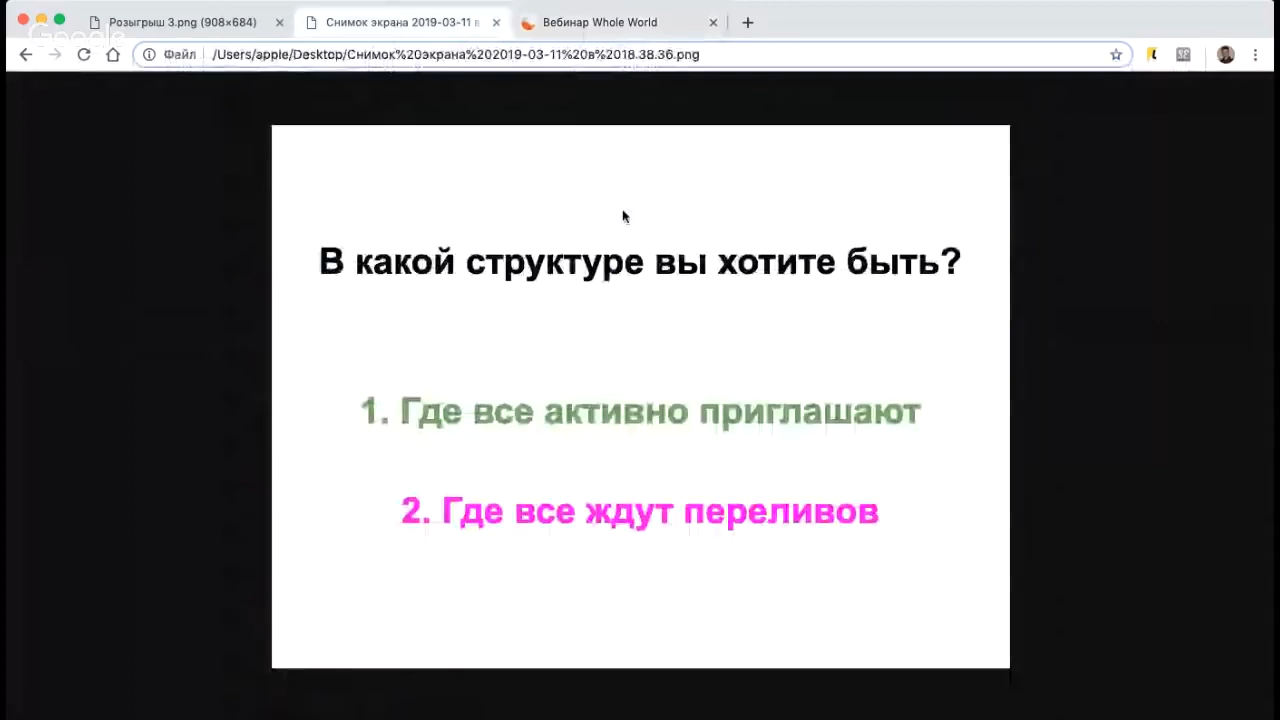 Розыгрыш 3.png (908×684)
Снимок экрана 2019-03-11 в
Вебинар Whole World
Google
Файл /Users/apple/Desktop/Снимок%20экрана%202019-03-11%20в%2018.38.36.png
В какой структуре вы хотите быть?
1. Где все активно приглашают
2. Где все ждут переливов